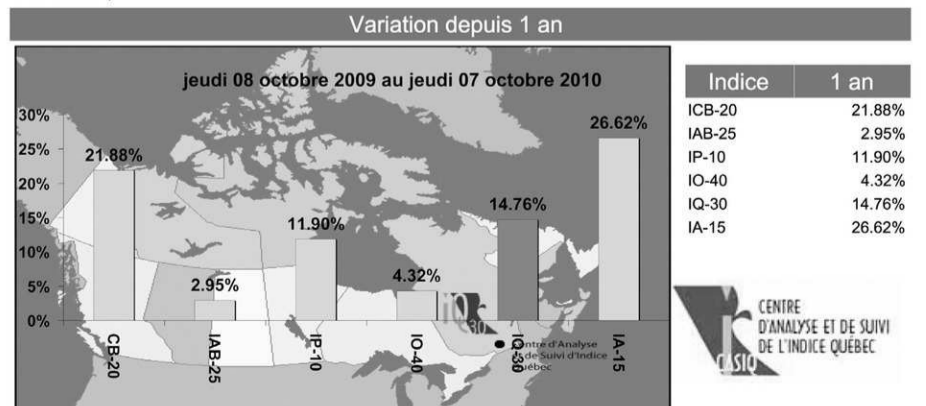 Variation depuis 1 an
jeudi 08 octobre 2009 au jeudi 07 octobre 2010
30%
25%
20%
15%
10%
5%
0%
21.88%
2.95%
11.90%
4.32%
14.76%
26.62%
CB-20
IAB-25
IP-10
IO-40
IQ-30
IA-15
iQ
30
entre d'Analyse
de Suivi d'Indice
uébec
Indice 1 an
ICB-20 21.88%
IAB-25 2.95%
IP-10 11.90%
IO-40 4.32%
IQ-30 14.76%
IA-15 26.62%
CASIQ
CENTRE
D'ANALYSE ET DE SUIVI
DE L'INDICE QUÉBEC